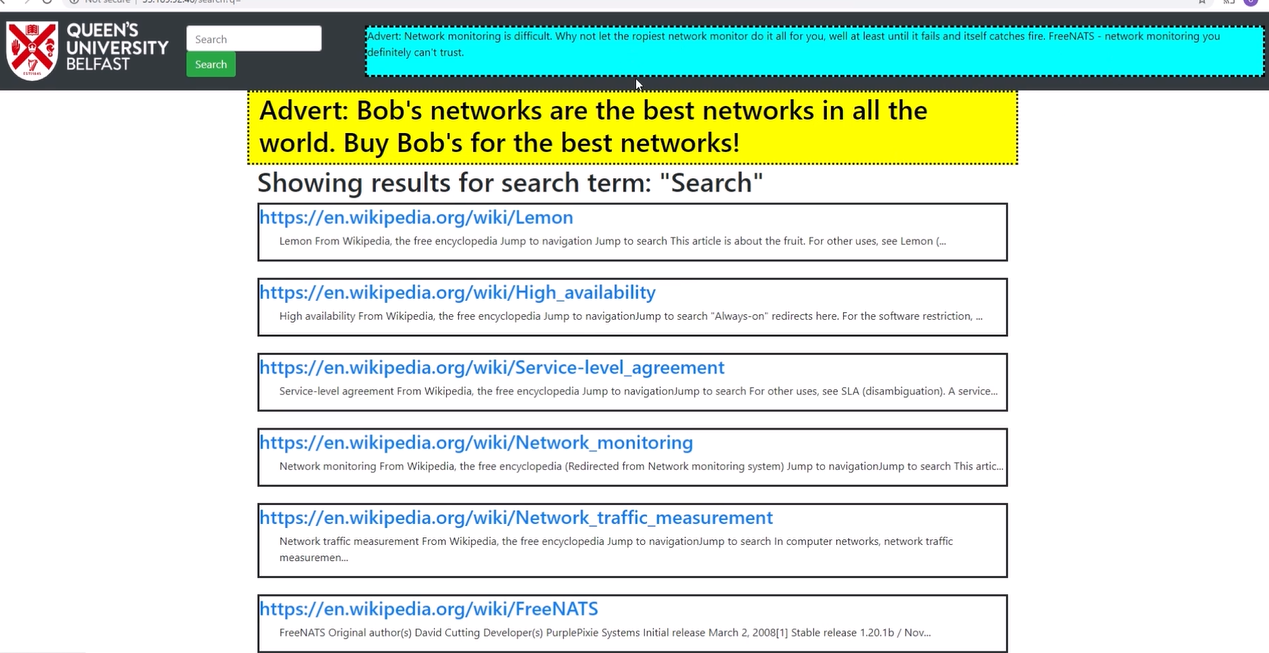 Not secure
QUEEN'S
UNIVERSITY
BELFAST
Search
Search
Advert: Network monitoring is difficult. Why not let the ropiest network monitor do it all for you, well at least until it fails and itself catches fire. FreeNATS - network monitoring you
definitely can't trust.
Advert: Bob's networks are the best networks in all the
world. Buy Bob's for the best networks!
Showing results for search term: "Search"
https://en.wikipedia.org/wiki/Lemon
Lemon From Wikipedia, the free encyclopedia Jump to navigation Jump to search This article is about the fruit. For other uses, see Lemon (...
https://en.wikipedia.org/wiki/High_availability
High availability From Wikipedia, the free encyclopedia Jump to navigationJump to search "Always-on" redirects here. For the software restriction, ...
https://en.wikipedia.org/wiki/Service-level_agreement
Service-level agreement From Wikipedia, the free encyclopedia Jump to navigationJump to search For other uses, see SLA (disambiguation). A service...
https://en.wikipedia.org/wiki/Network_monitoring
Network monitoring From Wikipedia, the free encyclopedia (Redirected from Network monitoring system) Jump to navigationJump to search This artic...
https://en.wikipedia.org/wiki/Network_traffic_measurement
Network traffic measurement From Wikipedia, the free encyclopedia Jump to navigationJump to search In computer networks, network traffic
measuremen...
https://en.wikipedia.org/wiki/FreeNATS
FreeNATS Original author(s) David Cutting Developer(s) PurplePixie Systems Initial release March 2, 2008[1] Stable release 1.20.1b / Nov...